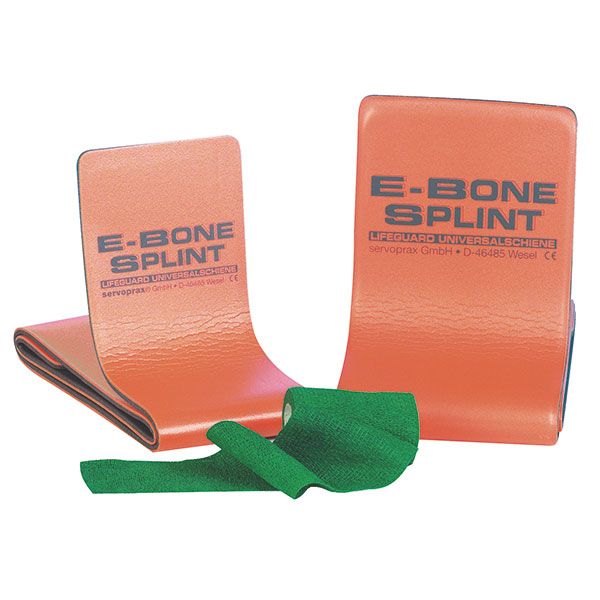 E-BONE
SPLINT
LIFEGUARD UNIVERSALSCHIENE
servoprax® GmbH • D-46485 Wesel CE
E-BONE
SPLINT
LIFEGUARD UNIVERSALSCHIENE
servoprax GmbH • D-46485 Wesel CE